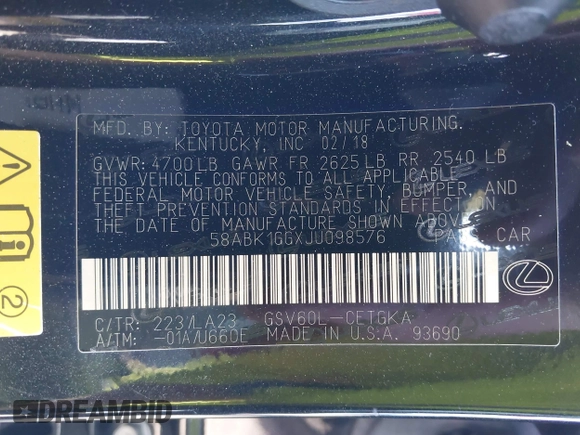 MFD. BY: TOYOTA MOTOR MANUFACTURING.
KENTUCKY, INC 02/18
GVWR: 4700LB GAWR FR 2625LB RR 2540 LB
THIS VEHICLE CONFORMS TO ALL APPLICABLE
FEDERAL MOTOR VEHICLE SAFETY, BUMPER, AND
THEFT PREVENTION STANDARDS IN EFFECT ON
THE DATE OF MANUFACTURE SHOWN ABOVE.
58ABK1GGXJU098576 PASS. CAR
C/TR: 223/LA23 GSV60L-CETGKA
A/TM: -01A/U660E MADE IN U.S.A. 93690
2
DREAMBID